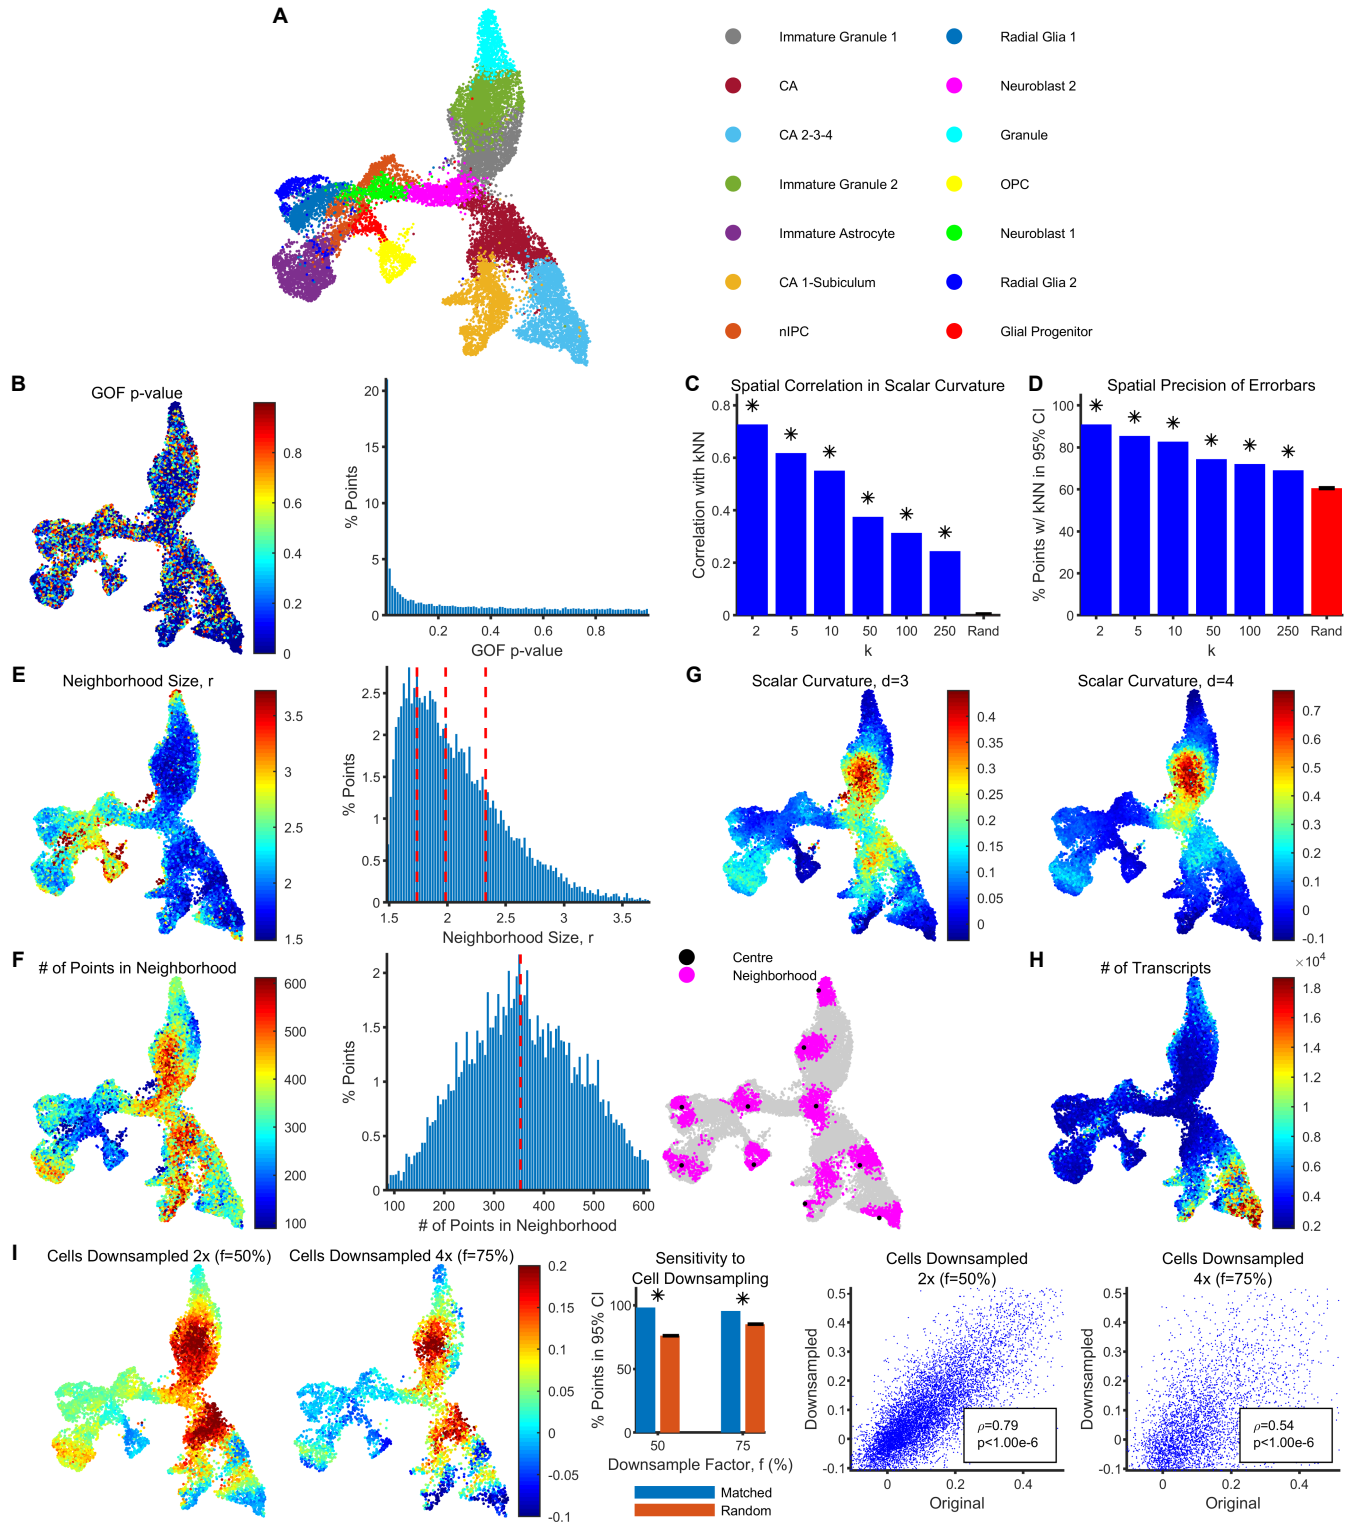 A
Immature Granule 1
CA
CA 2-3-4
Immature Granule 2
Immature Astrocyte
CA 1-Subiculum
nIPC
Radial Glia 1
Neuroblast 2
Granule
OPC
Neuroblast 1
Radial Glia 2
Glial Progenitor
B
GOF p-value
0.8
0.6
0.4
0.2
0
% Points
20
15
10
5
0
0.2 0.4 0.6 0.8
GOF p-value
C
Spatial Correlation in Scalar Curvature
Correlation with kNN
0.8
0.6
0.4
0.2
0
2 5 10 50 100 250 Rand
k
D
Spatial Precision of Errorbars
% Points w/ kNN in 95% CI
100
80
60
40
20
0
2 5 10 50 100 250 Rand
k
E
Neighborhood Size, r
3.5
3
2.5
2
1.5
% Points
2.5
2
1.5
1
0.5
0
1.5 2 2.5 3 3.5
Neighborhood Size, r
G
Scalar Curvature, d=3
0.4
0.35
0.3
0.25
0.2
0.15
0.1
0.05
0
Scalar Curvature, d=4
0.7
0.6
0.5
0.4
0.3
0.2
0.1
0
-0.1
F
# of Points in Neighborhood
600
500
400
300
200
100
% Points
2
1.5
1
0.5
0
100 200 300 400 500 600
# of Points in Neighborhood
Centre
Neighborhood
H
# of Transcripts
×10⁴
1.8
1.6
1.4
1.2
1
0.8
0.6
0.4
0.2
I
Cells Downsampled 2x (f=50%)
Cells Downsampled 4x (f=75%)
0.2
0.15
0.1
0.05
0
-0.05
-0.1
Sensitivity to
Cell Downsampling
% Points in 95% CI
100
50
0
50 75
Downsample Factor, f (%)
Matched
Random
Cells Downsampled
2x (f=50%)
Downsampled
0.5
0.4
0.3
0.2
0.1
0
-0.1
ρ=0.79
p<1.00e-6
0 0.2 0.4
Original
Cells Downsampled
4x (f=75%)
Downsampled
0.5
0.4
0.3
0.2
0.1
0
-0.1
ρ=0.54
p<1.00e-6
0 0.2 0.4
Original